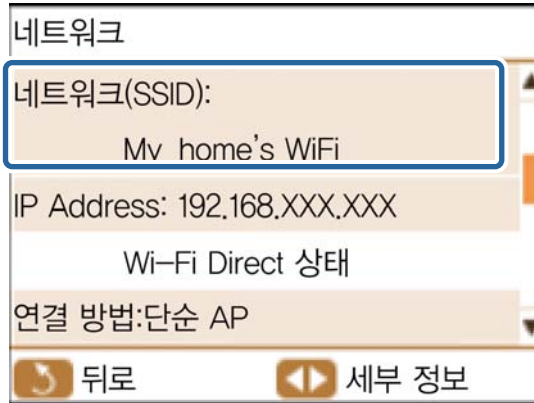 네트워크
네트워크(SSID):
My home's WiFi
IP Address: 192.168.XXX.XXX
Wi-Fi Direct 상태
연결 방법:단순 AP
뒤로 세부 정보